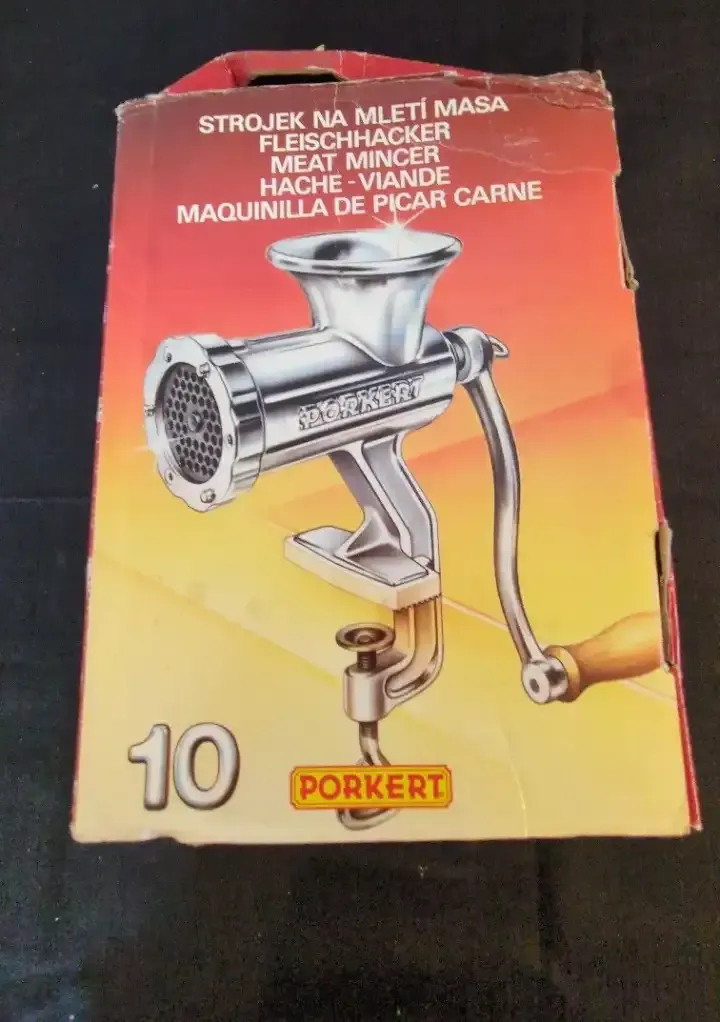 STROJEK NA MLETÍ MASA
FLEISCHHACKER
MEAT MINCER
HACHE - VIANDE
MAQUINILLA DE PICAR CARNE
PORKERT
10
PORKERT